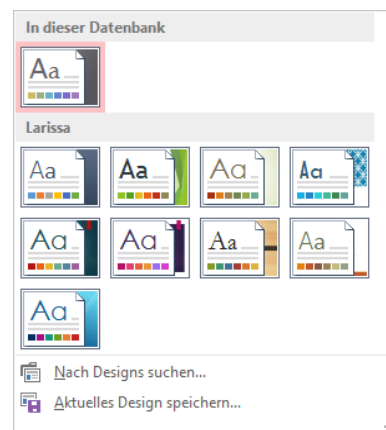 In dieser Datenbank
Aa
Larissa
Aa Aa Aa Aa
Aa Aa Aa Aa
Aa
Nach Designs suchen...
Aktuelles Design speichern...